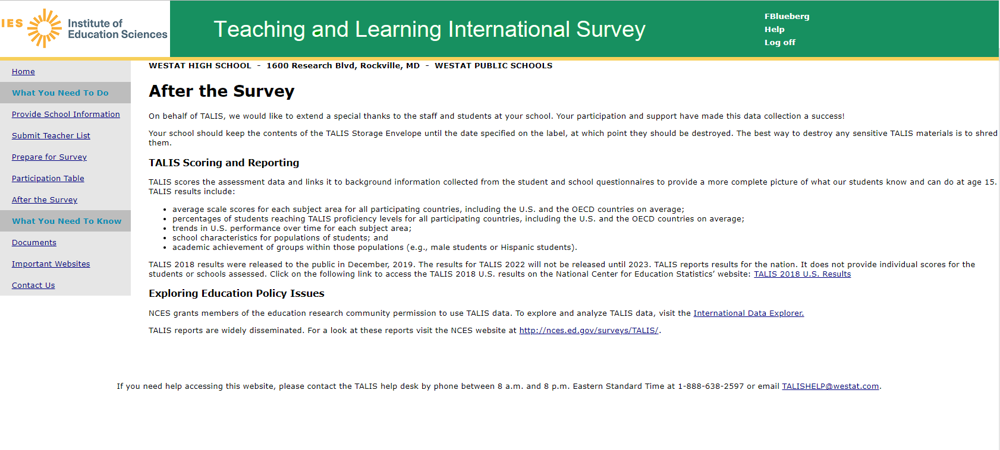 IES Institute of
Education Sciences
Teaching and Learning International Survey
FBlueberg
Help
Log off
Home
What You Need To Do
Provide School Information
Submit Teacher List
Prepare for Survey
Participation Table
After the Survey
What You Need To Know
Documents
Important Websites
Contact Us
WESTAT HIGH SCHOOL - 1600 Research Blvd, Rockville, MD - WESTAT PUBLIC SCHOOLS
After the Survey
On behalf of TALIS, we would like to extend a special thanks to the staff and students at your school. Your participation and support have made this data collection a success!
Your school should keep the contents of the TALIS Storage Envelope until the date specified on the label, at which point they should be destroyed. The best way to destroy any sensitive TALIS materials is to shred
them.
TALIS Scoring and Reporting
TALIS scores the assessment data and links it to background information collected from the student and school questionnaires to provide a more complete picture of what our students know and can do at age 15.
TALIS results include:
• average scale scores for each subject area for all participating countries, including the U.S. and the OECD countries on average;
• percentages of students reaching TALIS proficiency levels for all participating countries, including the U.S. and the OECD countries on average;
• trends in U.S. performance over time for each subject area;
• school characteristics for populations of students; and
• academic achievement of groups within those populations (e.g., male students or Hispanic students).
TALIS 2018 results were released to the public in December, 2019. The results for TALIS 2022 will not be released until 2023. TALIS reports results for the nation. It does not provide individual scores for the
students or schools assessed. Click on the following link to access the TALIS 2018 U.S. results on the National Center for Education Statistics’ website: TALIS 2018 U.S. Results
Exploring Education Policy Issues
NCES grants members of the education research community permission to use TALIS data. To explore and analyze TALIS data, visit the International Data Explorer.
TALIS reports are widely disseminated. For a look at these reports visit the NCES website at http://nces.ed.gov/surveys/TALIS/.
If you need help accessing this website, please contact the TALIS help desk by phone between 8 a.m. and 8 p.m. Eastern Standard Time at 1-888-638-2597 or email TALISHELP@westat.com.